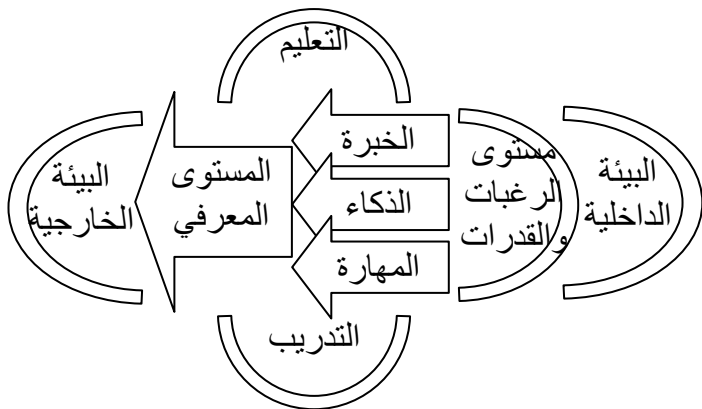 التعليم
البيئة
الداخلية
مستوى
الرغبات
والقدرات
الخبرة
الذكاء
المهارة
المستوى
المعرفي
البيئة
الخارجية
التدريب